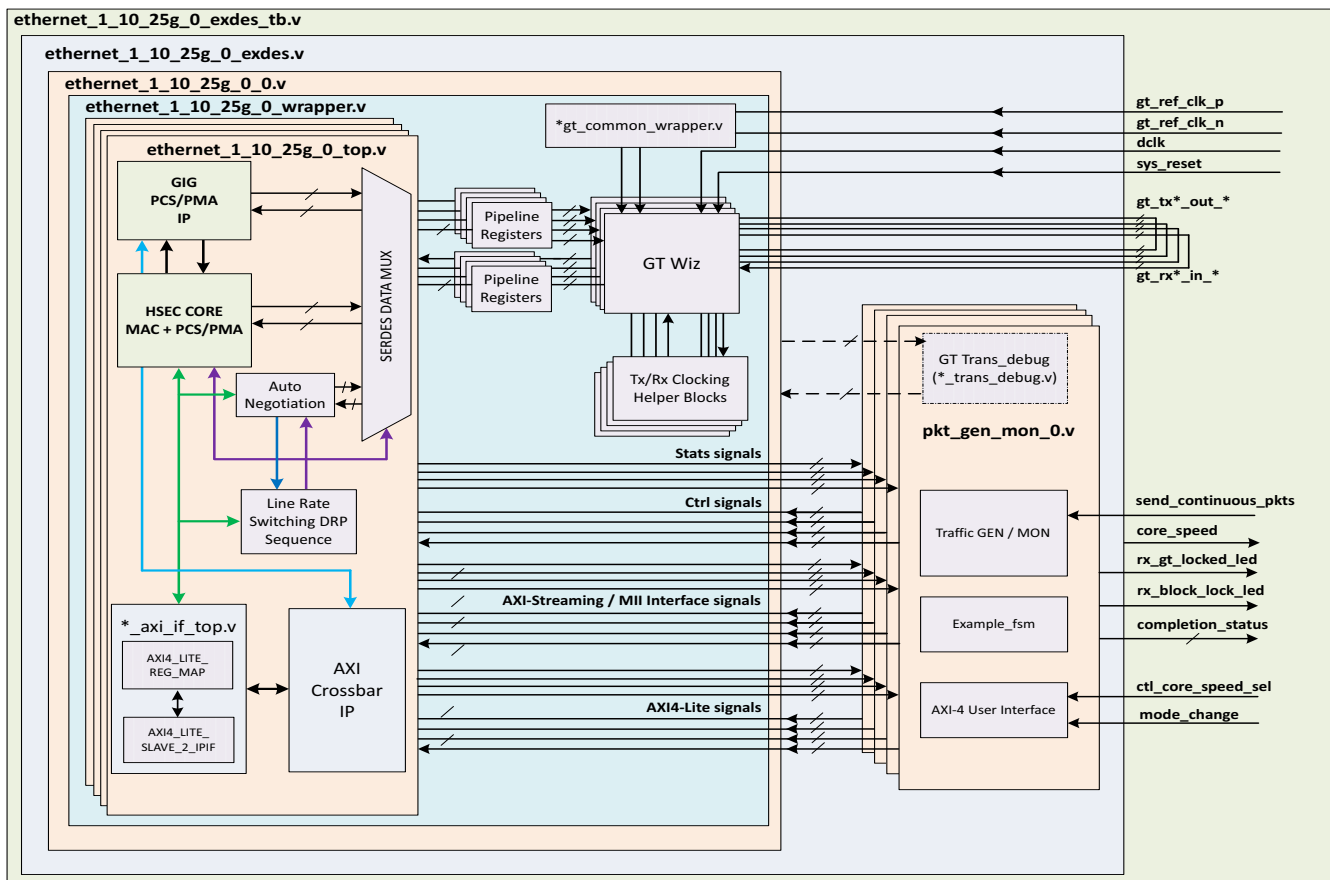 ethernet_1_10_25g_0_exdes_tb.v
ethernet_1_10_25g_0_exdes.v
ethernet_1_10_25g_0_0.v
ethernet_1_10_25g_0_wrapper.v
ethernet_1_10_25g_0_top.v
GIG
PCS/PMA
IP
HSEC CORE
MAC + PCS/PMA
SERDES DATA MUX
Auto
Negotiation
Line Rate
Switching DRP
Sequence
*_axi_if_top.v
AXI4_LITE_
REG_MAP
AXI4_LITE_
SLAVE_2_IPIF
AXI
Crossbar
IP
*gt_common_wrapper.v
Pipeline
Registers
Pipeline
Registers
GT Wiz
Tx/Rx Clocking
Helper Blocks
Stats signals
Ctrl signals
AXI-Streaming / MII Interface signals
AXI4-Lite signals
GT Trans_debug
(*_trans_debug.v)
pkt_gen_mon_0.v
Traffic GEN / MON
Example_fsm
AXI-4 User Interface
gt_ref_clk_p
gt_ref_clk_n
dclk
sys_reset
gt_tx*_out_*
gt_rx*_in_*
send_continuous_pkts
core_speed
rx_gt_locked_led
rx_block_lock_led
completion_status
ctl_core_speed_sel
mode_change